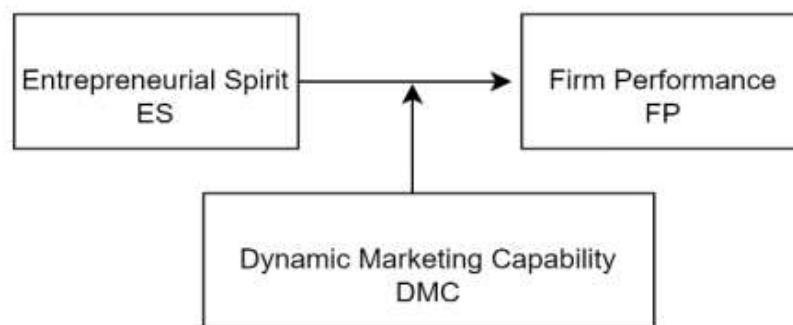 Entrepreneurial Spirit
ES
Firm Performance
FP
Dynamic Marketing Capability
DMC